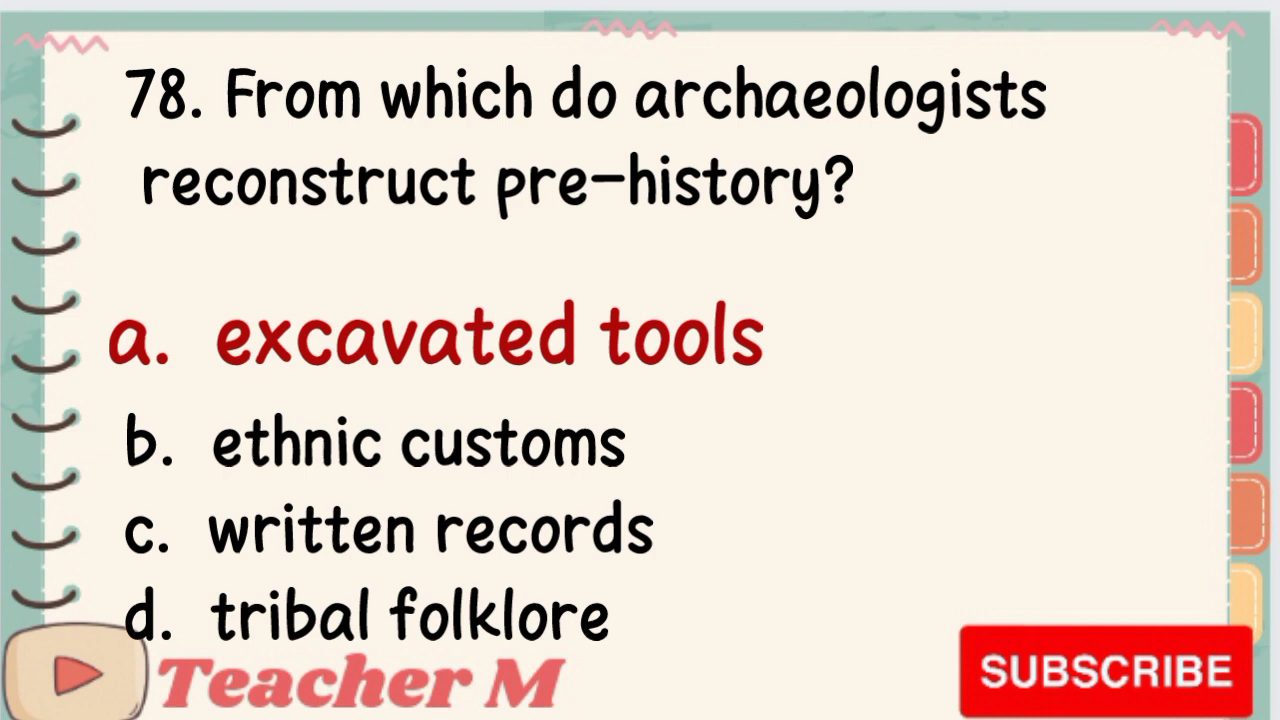 78. From which do archaeologists
reconstruct pre-history?
a. excavated tools
b. ethnic customs
c. written records
d. tribal folklore
Teacher M
SUBSCRIBE